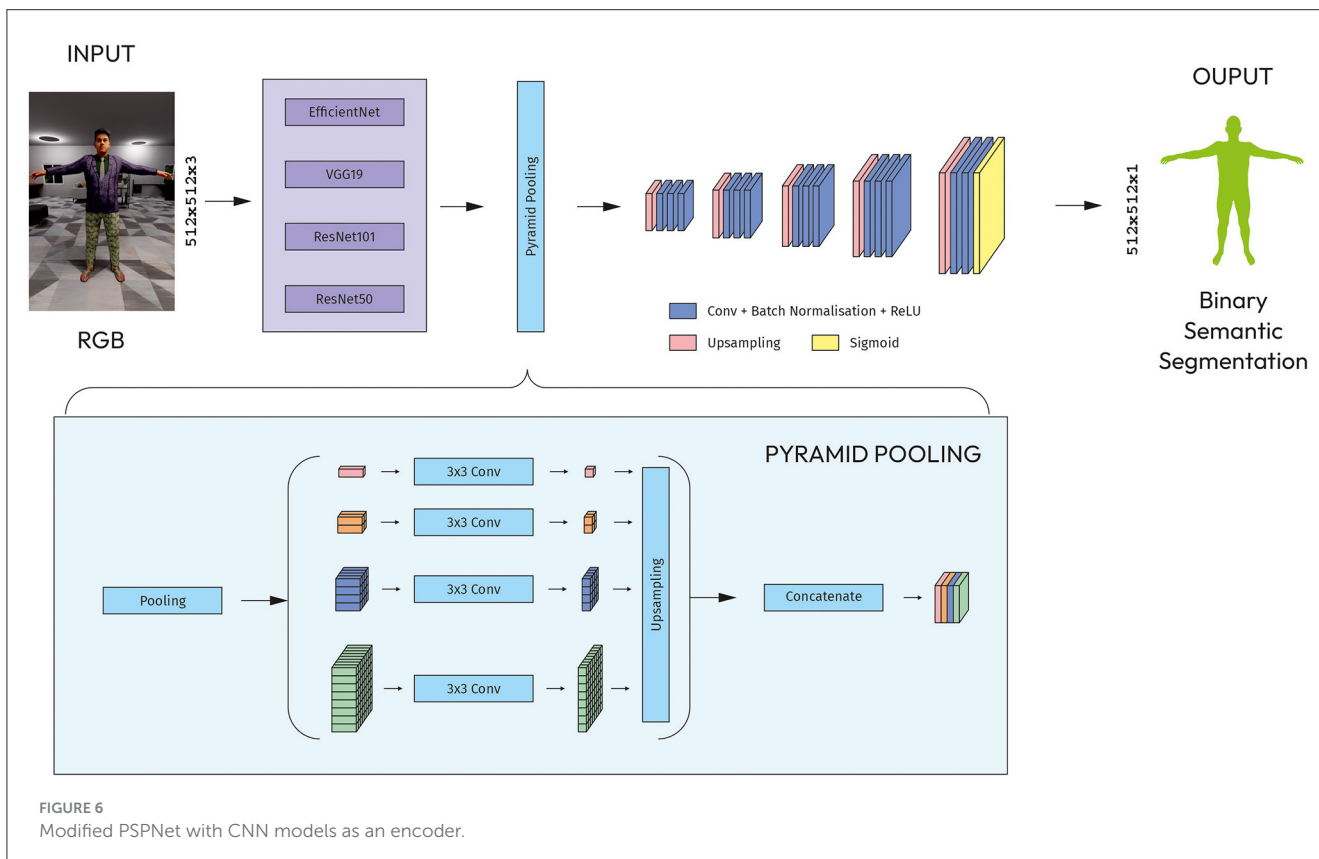 INPUT
512x512x3
RGB
EfficientNet
VGG19
ResNet101
ResNet50
Pyramid Pooling
Conv + Batch Normalisation + ReLU
Upsampling
Sigmoid
512x512x1
OUPUT
Binary
Semantic
Segmentation
PYRAMID POOLING
Pooling
3x3 Conv
3x3 Conv
3x3 Conv
3x3 Conv
Upsampling
Concatenate
FIGURE 6
Modified PSPNet with CNN models as an encoder.